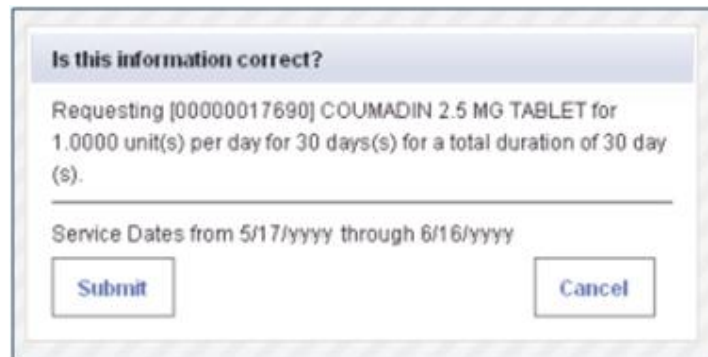 Is this information correct?
Requesting [00000017690] COUMADIN 2.5 MG TABLET for
1.0000 unit(s) per day for 30 days(s) for a total duration of 30 day
(s).
Service Dates from 5/17/yyyy through 6/16/yyyy
Submit
Cancel